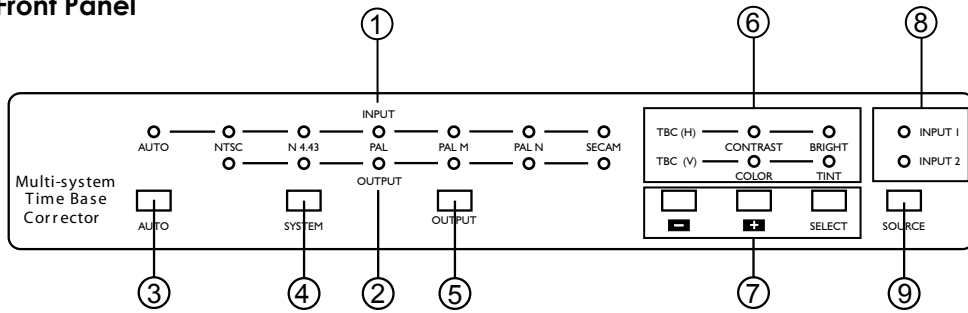 Front Panel
① ⑥ ⑧
INPUT
AUTO NTSC N 4.43 PAL PAL M PAL N SECAM
OUTPUT
TBC (H) CONTRAST BRIGHT
TBC (V) COLOR TINT
INPUT 1
INPUT 2
Multi-system
Time Base
Corrector
AUTO SYSTEM OUTPUT - + SELECT SOURCE
③ ④ ② ⑤ ⑦ ⑨